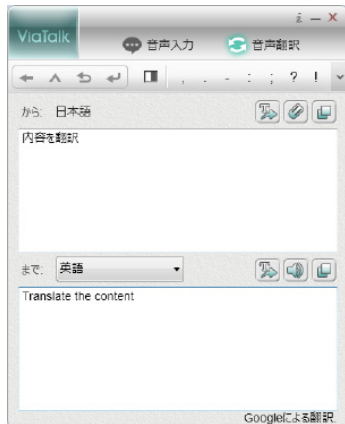 i − ×
ViaTalk 音声入力 音声翻訳
, . - : ; ? !
から: 日本語
内容を翻訳
まで: 英語
Translate the content
Googleによる翻訳